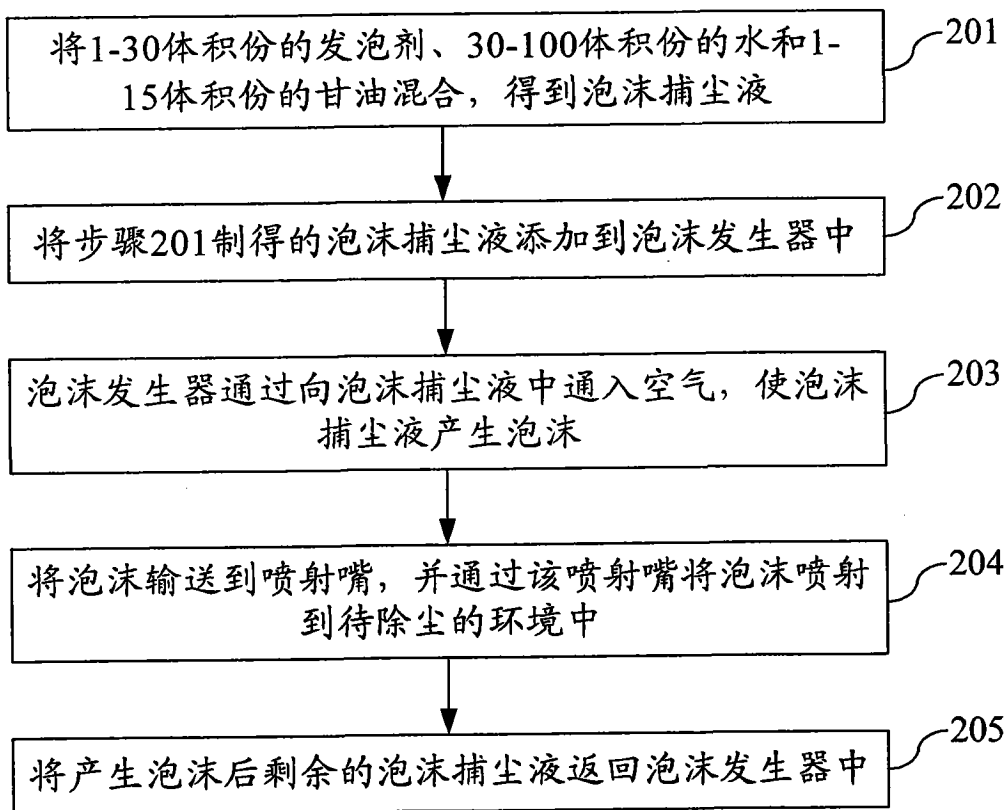 将1-30体积份的发泡剂、30-100体积份的水和1-
15体积份的甘油混合，得到泡沫捕尘液
201
将步骤201制得的泡沫捕尘液添加到泡沫发生器中
202
泡沫发生器通过向泡沫捕尘液中通入空气，使泡沫
捕尘液产生泡沫
203
将泡沫输送到喷射嘴，并通过该喷射嘴将泡沫喷射
到待除尘的环境中
204
将产生泡沫后剩余的泡沫捕尘液返回泡沫发生器中
205